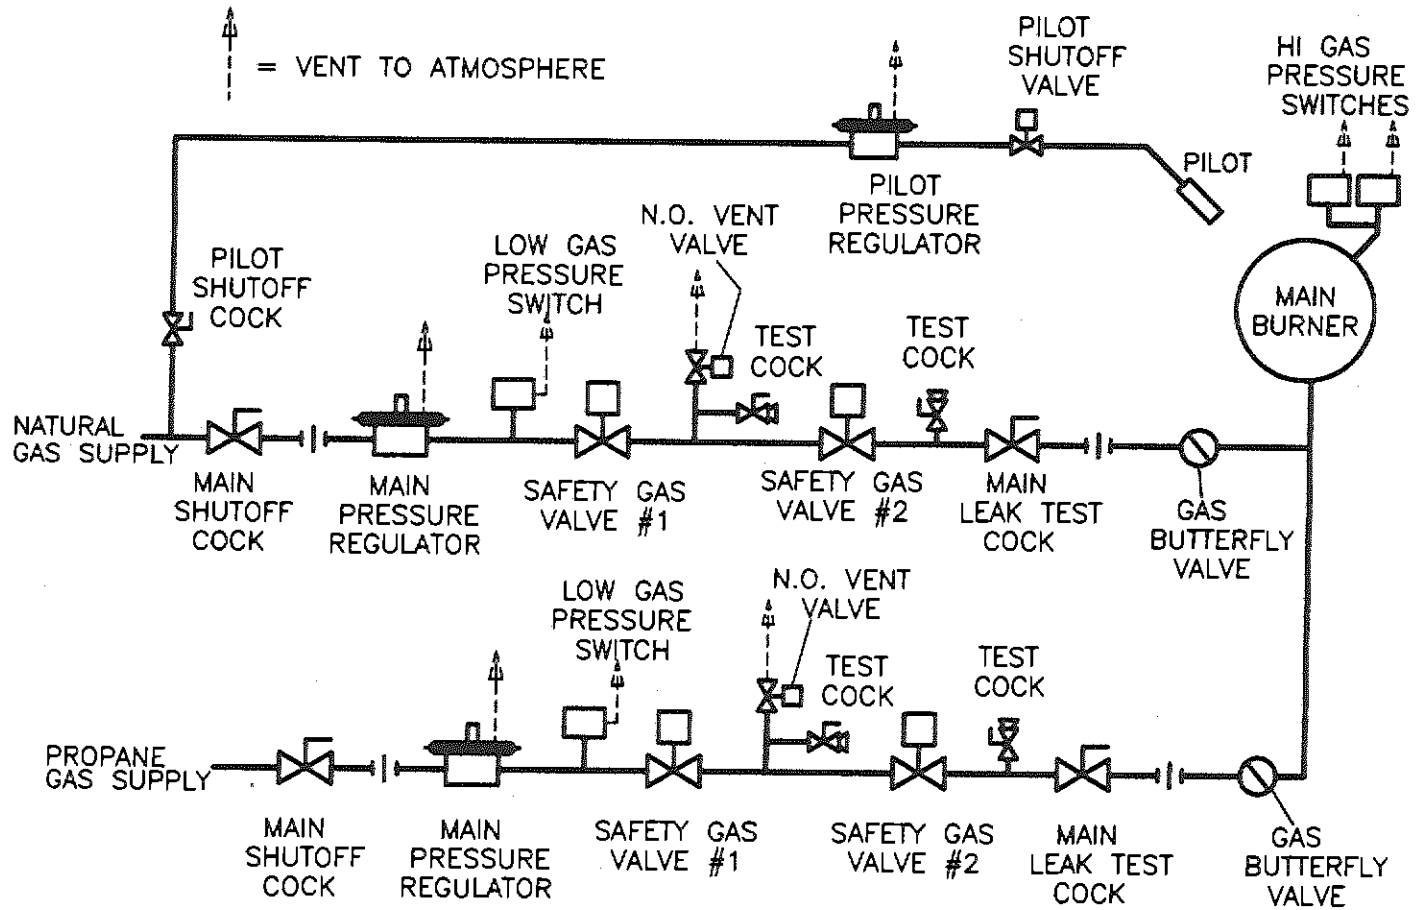 = VENT TO ATMOSPHERE
PILOT
SHUTOFF
VALVE
HI GAS
PRESSURE
SWITCHES
PILOT
PILOT
PRESSURE
REGULATOR
N.O. VENT
VALVE
LOW GAS
PRESSURE
SWITCH
PILOT
SHUTOFF
COCK
TEST
COCK
TEST
COCK
MAIN
BURNER
NATURAL
GAS SUPPLY
MAIN
SHUTOFF
COCK
MAIN
PRESSURE
REGULATOR
SAFETY GAS
VALVE #1
SAFETY GAS
VALVE #2
MAIN
LEAK TEST
COCK
GAS
BUTTERFLY
VALVE
LOW GAS
PRESSURE
SWITCH
N.O. VENT
VALVE
TEST
COCK
TEST
COCK
PROPANE
GAS SUPPLY
MAIN
SHUTOFF
COCK
MAIN
PRESSURE
REGULATOR
SAFETY GAS
VALVE #1
SAFETY GAS
VALVE #2
MAIN
LEAK TEST
COCK
GAS
BUTTERFLY
VALVE